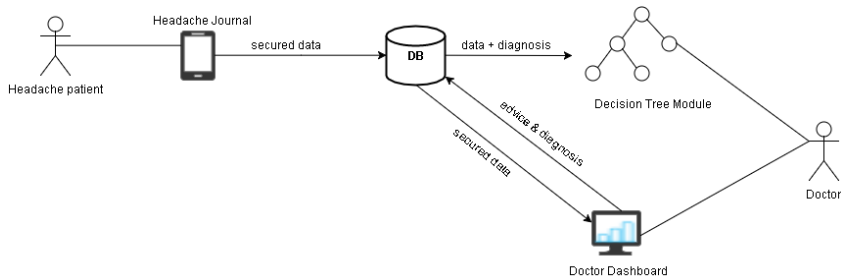 Headache Journal
secured data
DB
data + diagnosis
Headache patient
Decision Tree Module
advice & diagnosis
secured data
Doctor
Doctor Dashboard